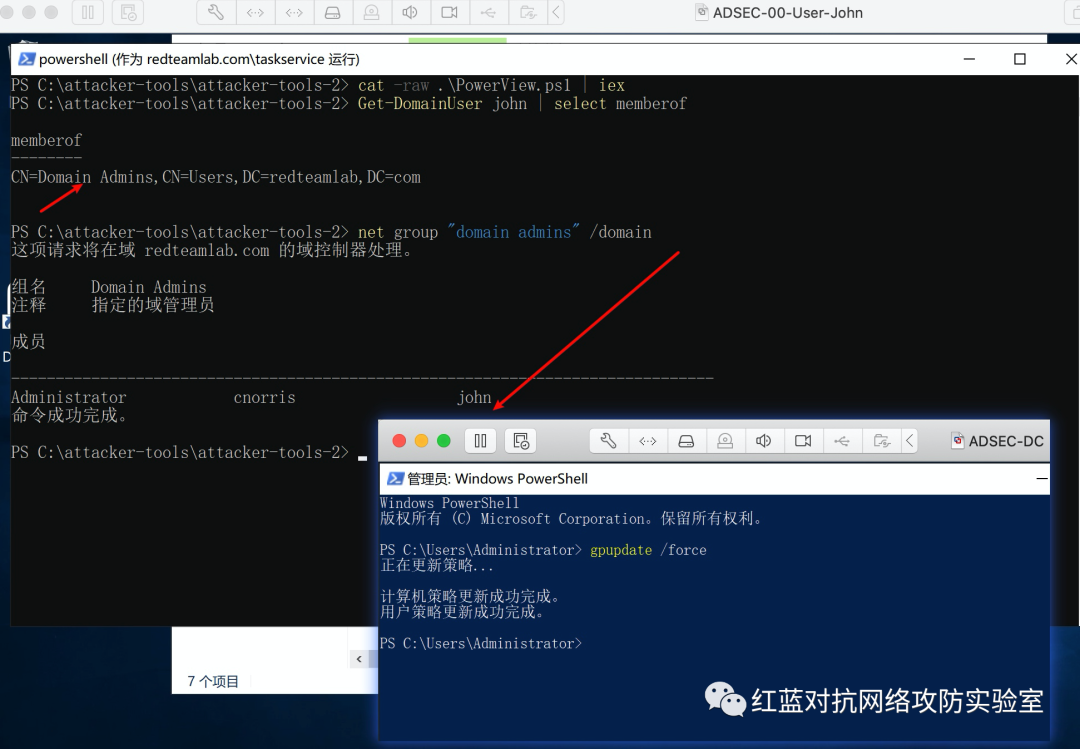 ADSEC-00-User-John
powershell (作为 redteamlab.com\taskservice 运行)
PS C:\attacker-tools\attacker-tools-2> cat -raw .\PowerView.ps1 | iex
PS C:\attacker-tools\attacker-tools-2> Get-DomainUser john | select memberof
memberof
--------
CN=Domain Admins,CN=Users,DC=redteamlab,DC=com
PS C:\attacker-tools\attacker-tools-2> net group "domain admins" /domain
这项请求将在域 redteamlab.com 的域控制器处理。
组名 Domain Admins
注释 指定的域管理员
成员
-------------------------------------------------------------------------------
Administrator cnorris john
命令成功完成。
PS C:\attacker-tools\attacker-tools-2>
ADSEC-DC
管理员: Windows PowerShell
Windows PowerShell
版权所有 (C) Microsoft Corporation。保留所有权利。
PS C:\Users\Administrator> gpupdate /force
正在更新策略...
计算机策略更新成功完成。
用户策略更新成功完成。
PS C:\Users\Administrator>
7 个项目
红蓝对抗网络攻防实验室